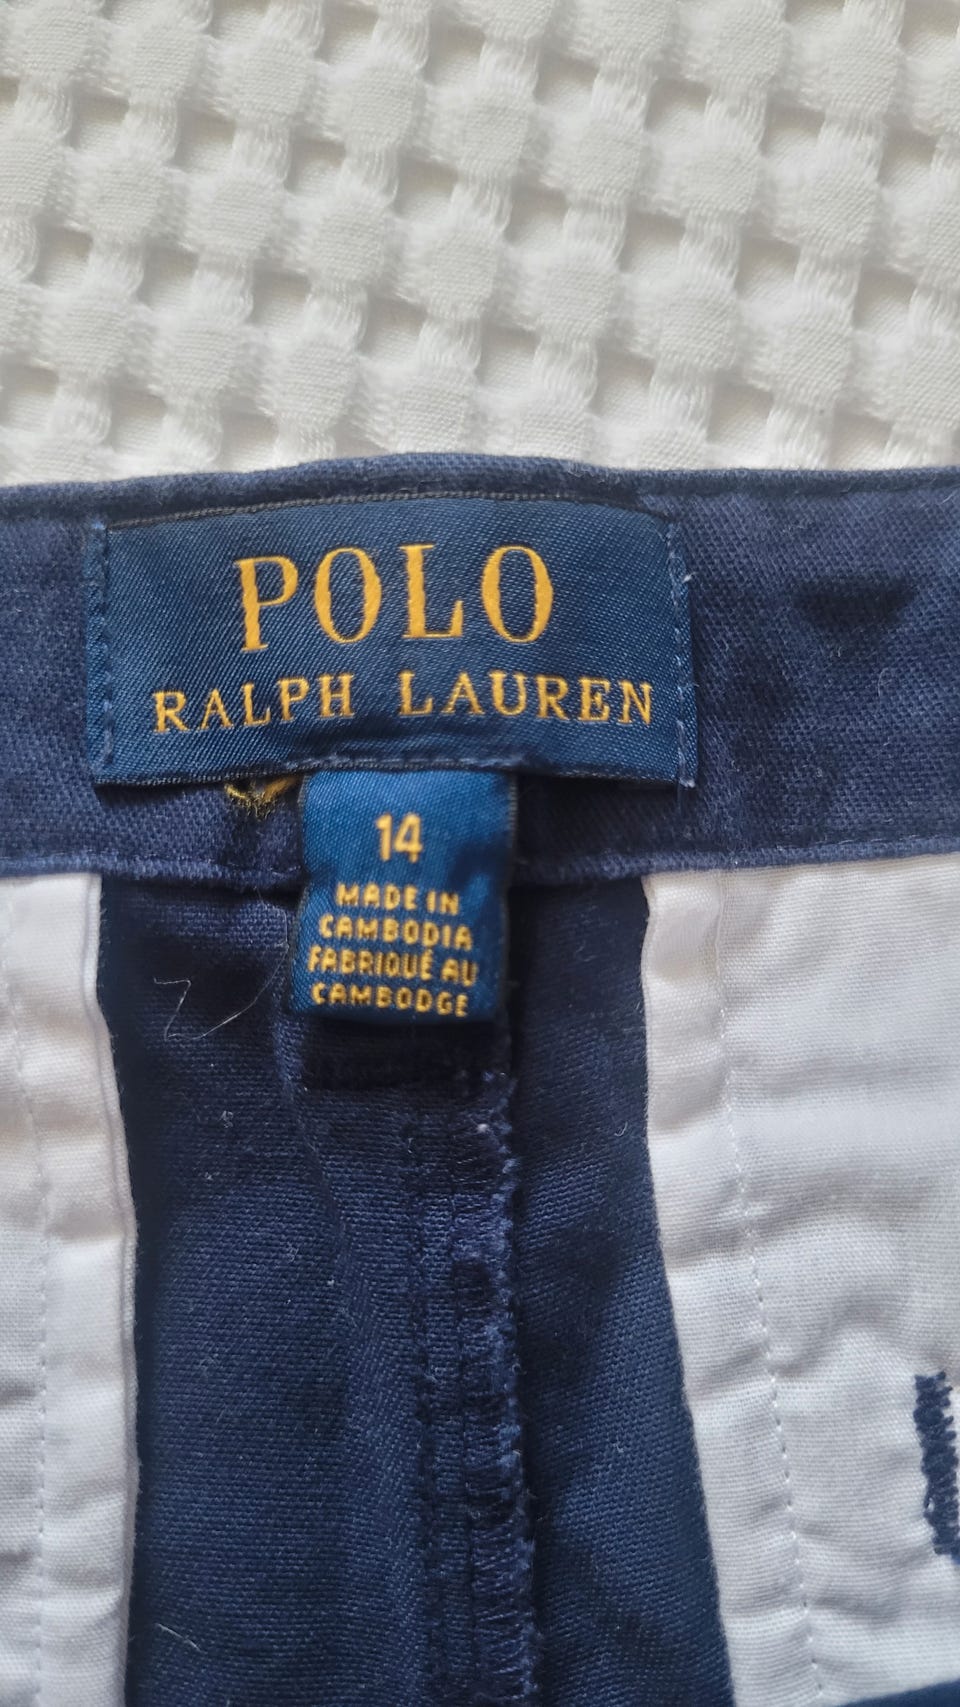 POLO
RALPH LAUREN
14
MADE IN
CAMBODIA
FABRIQUÉ AU
CAMBODGE